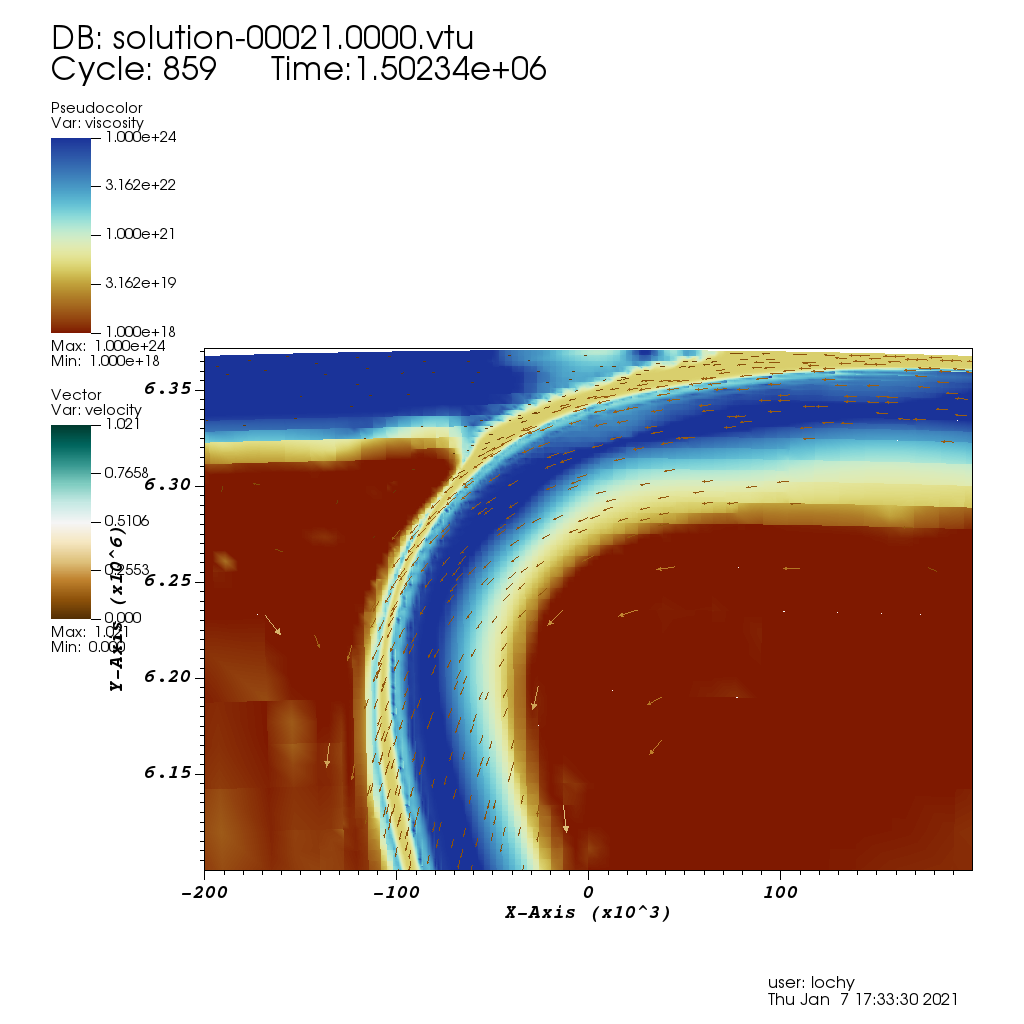 DB: solution-00021.0000.vtu
Cycle: 859 Time:1.50234e+06
Pseudocolor
Var: viscosity
1.000e+24
3.162e+22
1.000e+21
3.162e+19
1.000e+18
Max: 1.000e+24
Min: 1.000e+18
Vector
Var: velocity
1.021
0.7658
0.5106
0.2553
0.000
Max: 1.021
Min: 0.000
Y-Axis (x10^6)
6.35
6.30
6.25
6.20
6.15
-200 -100 0 100
X-Axis (x10^3)
user: lochy
Thu Jan 7 17:33:30 2021